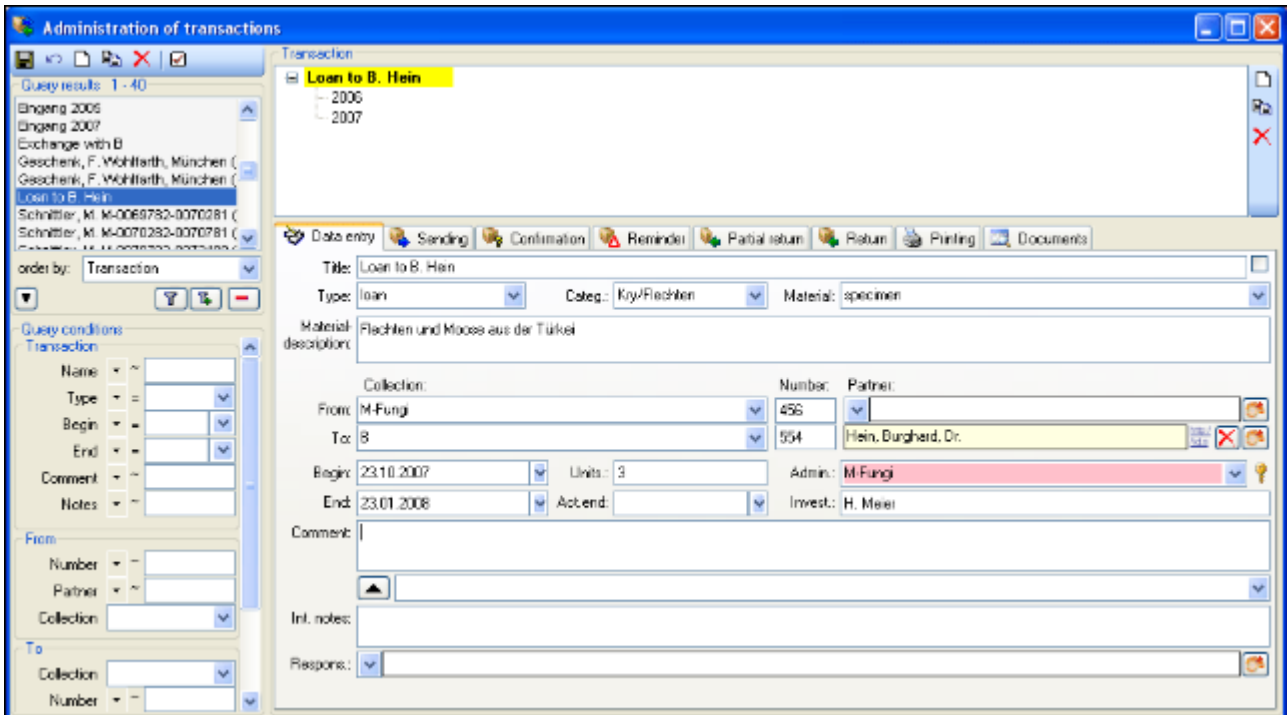 Administration of transactions
Query results 1 - 40
Eingang 2005
Eingang 2007
Exchange with B
Geschenk, F. Wohlfarth, München (
Geschenk, F. Wohlfarth, München (
Loan to B. Hein
Schnittler, M. M-0069782-0070281 (
Schnittler, M. M-0070282-0070781 (
order by: Transaction
Query conditions
Transaction
Name ~
Type =
Begin =
End =
Comment ~
Notes ~
From
Number ~
Partner ~
Collection
To
Collection
Number ~
Transaction
Loan to B. Hein
2006
2007
Data entry Sending Confirmation Reminder Partial return Return Printing Documents
Title: Loan to B. Hein
Type: loan Categ.: Kry/Flechten Material: specimen
Material description: Flechten und Moose aus der Türkei
Collection: Number: Partner:
From: M-Fungi 456
To: B 554 Hein, Burghard, Dr.
Begin: 23.10.2007 Units.: 3 Admin.: M-Fungi
End: 23.01.2008 Act.end: Invest.: H. Meier
Comment:
Int. notes:
Respons.: